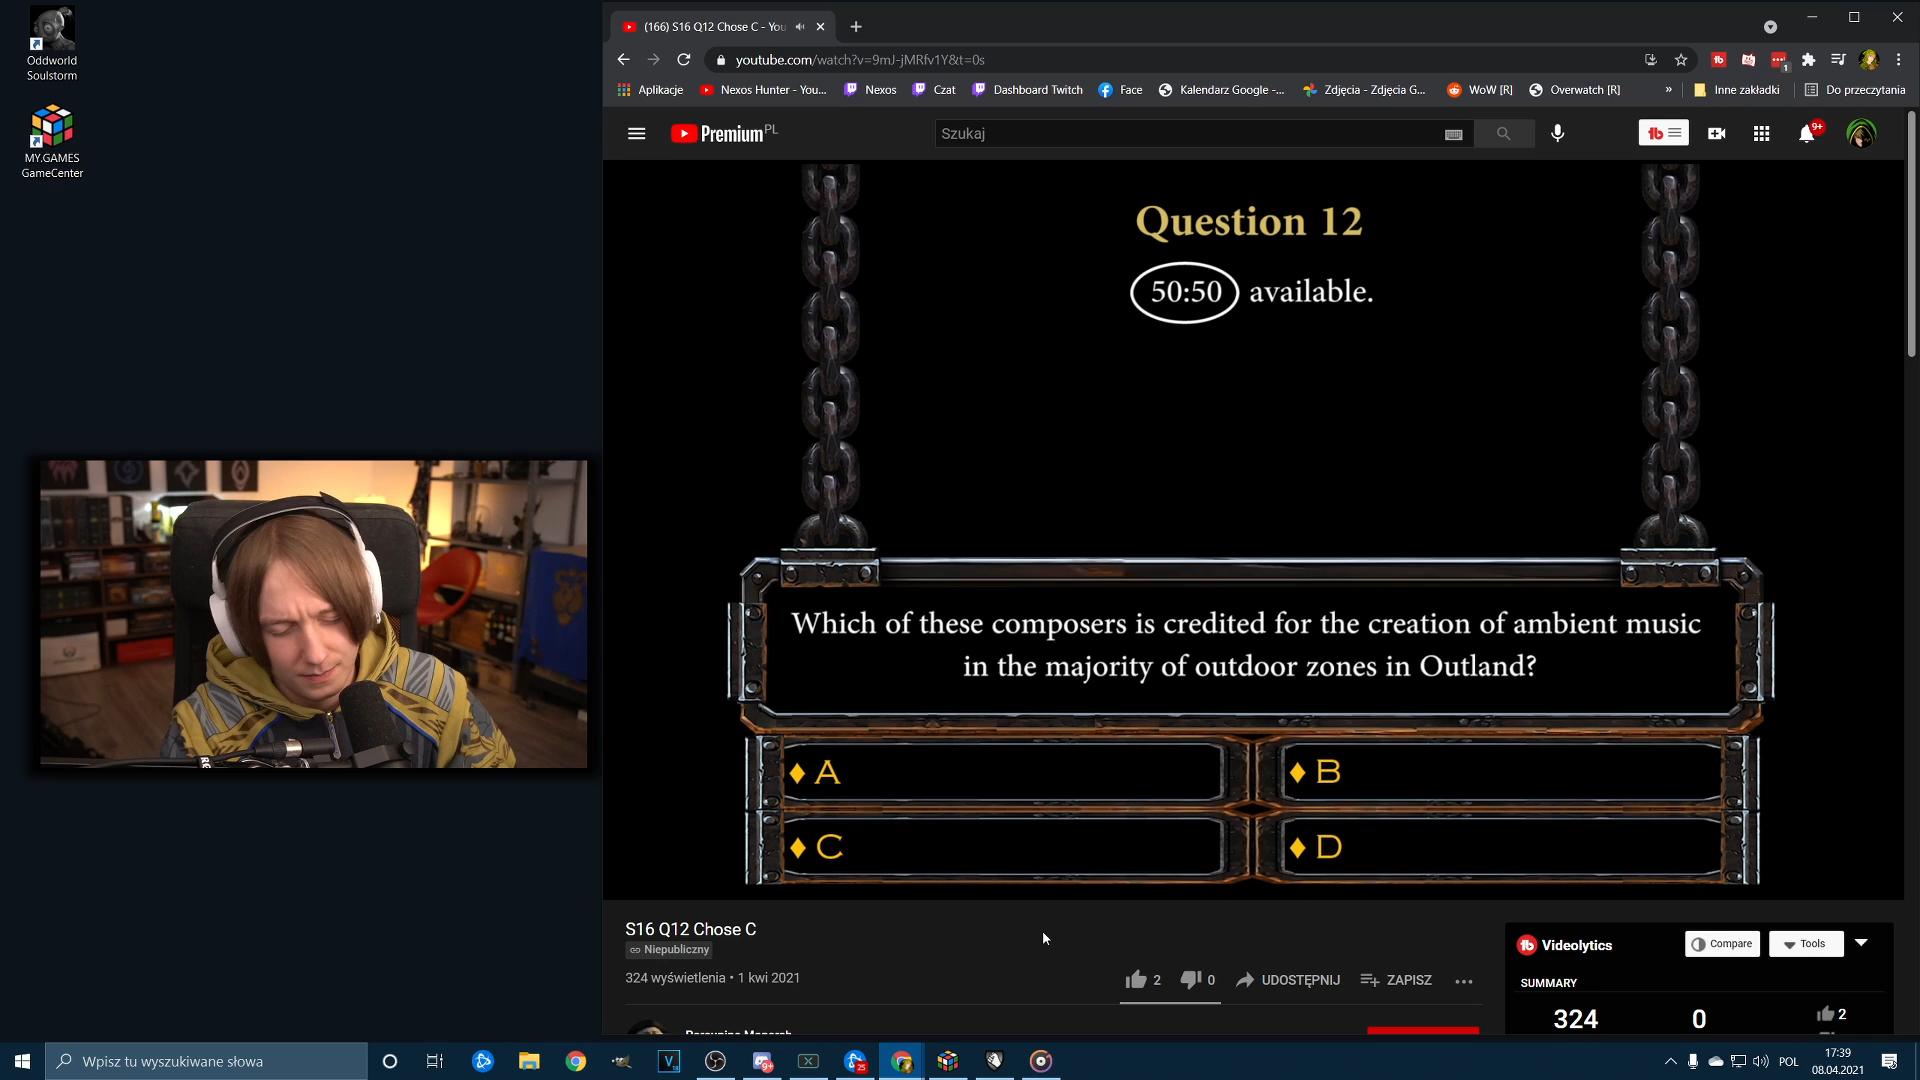 Oddworld
Soulstorm
MY.GAMES
GameCenter
(166) S16 Q12 Chose C - You
youtube.com/watch?v=9mJ-jMRfv1Y&t=0s
Aplikacje
Nexos Hunter - You...
Nexos
Czat
Dashboard Twitch
Face
Kalendarz Google -...
Zdjęcia - Zdjęcia G...
WoW [R]
Overwatch [R]
»
Inne zakładki
Do przeczytania
Premium PL
Szukaj
9+
Question 12
50:50 available.
Which of these composers is credited for the creation of ambient music
in the majority of outdoor zones in Outland?
A
B
C
D
S16 Q12 Chose C
Niepubliczny
324 wyświetlenia • 1 kwi 2021
2
0
UDOSTĘPNIJ
ZAPISZ
Videolytics
Compare
Tools
SUMMARY
324
0
2
Wpisz tu wyszukiwane słowa
V
9+
25
POL
17:39
08.04.2021